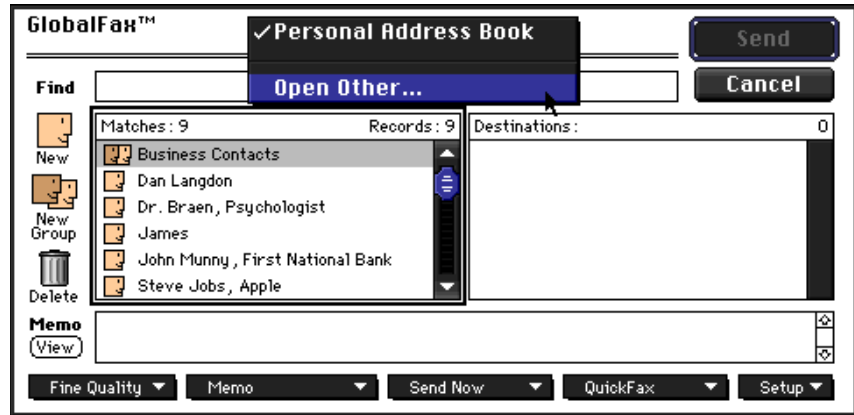 GlobalFax™
✓Personal Address Book
Open Other...
Send
Cancel
Find
Matches: 9 Records: 9
Destinations: 0
New
New Group
Delete
Business Contacts
Dan Langdon
Dr. Braen, Psychologist
James
John Munny, First National Bank
Steve Jobs, Apple
Memo
View
Fine Quality
Memo
Send Now
QuickFax
Setup